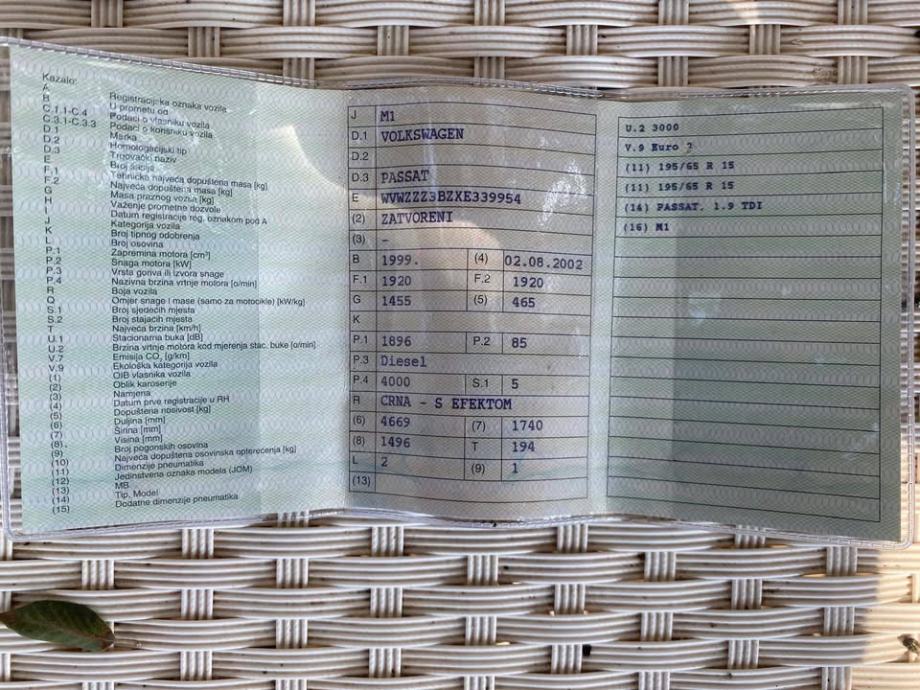 Kazalo:
A Registracijska oznaka vozila
B U prometu od
C.1.1-C.4 Podaci o vlasniku vozila
C.3.1-C.3.3 Podaci o korisniku vozila
D.1 Marka
D.2 Homologacijski tip
D.3 Trgovački naziv
E Broj šasije
F.1 Tehnička najveća dopuštena masa [kg]
F.2 Najveća dopuštena masa [kg]
G Masa praznog vozila [kg]
H Važenje prometne dozvole
I Datum registracije reg. oznakom pod A
J Kategorija vozila
K Broj tipnog odobrenja
L Broj osovina
P.1 Zapremina motora [cm³]
P.2 Snaga motora [kW]
P.3 Vrsta goriva ili izvora snage
P.4 Nazivna brzina vrtnje motora [o/min]
R Boja vozila
Q Omjer snage i mase (samo za motocikle) [kW/kg]
S.1 Broj sjedećih mjesta
S.2 Broj stajaćih mjesta
T Najveća brzina [km/h]
U.1 Stacionarna buka [dB]
U.2 Brzina vrtnje motora kod mjerenja stac. buke [o/min]
V.7 Emisija CO₂ [g/km]
V.9 Ekološka kategorija vozila
(1) OIB vlasnika vozila
(2) Oblik karoserije
(3) Namjena
(4) Datum prve registracije u RH
(5) Dopuštena nosivost [kg]
(6) Duljina [mm]
(7) Širina [mm]
(8) Visina [mm]
(9) Broj pogonskih osovina
(10) Najveća dopuštena osovinska opterećenja [kg]
(11) Dimenzije pneumatika
(12) Jedinstvena oznaka modela (JOM)
(13) MB
(14) Tip, Model
(15) Dodatne dimenzije pneumatika
J M1
D.1 VOLKSWAGEN
D.2
D.3 PASSAT
E WVWZZZ3BZXE339954
(2) ZATVORENI
(3) -
B 1999. (4) 02.08.2002
F.1 1920 F.2 1920
G 1455 (5) 465
K
P.1 1896 P.2 85
P.3 Diesel
P.4 4000 S.1 5
R CRNA - S EFEKTOM
(6) 4669 (7) 1740
(8) 1496 T 194
L 2 (9) 1
(13)
U.2 3000
V.9 Euro
(11) 195/65 R 15
(11) 195/65 R 15
(14) PASSAT. 1.9 TDI
(16) M1